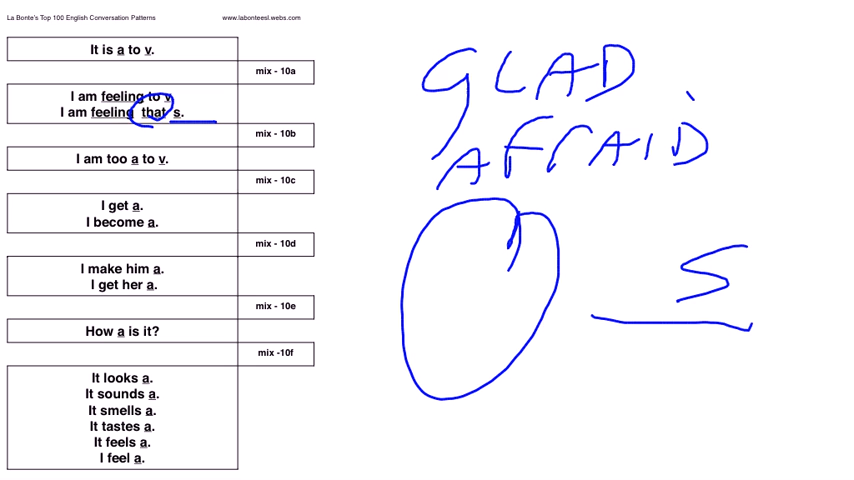 La Bonte's Top 100 English Conversation Patterns
www.labonteesl.webs.com
It is a to v.
mix - 10a
I am feeling to v.
I am feeling that s.
mix - 10b
I am too a to v.
mix - 10c
I get a.
I become a.
mix - 10d
I make him a.
I get her a.
mix - 10e
How a is it?
mix -10f
It looks a.
It sounds a.
It smells a.
It tastes a.
It feels a.
I feel a.
GLAD
AFRAID
S